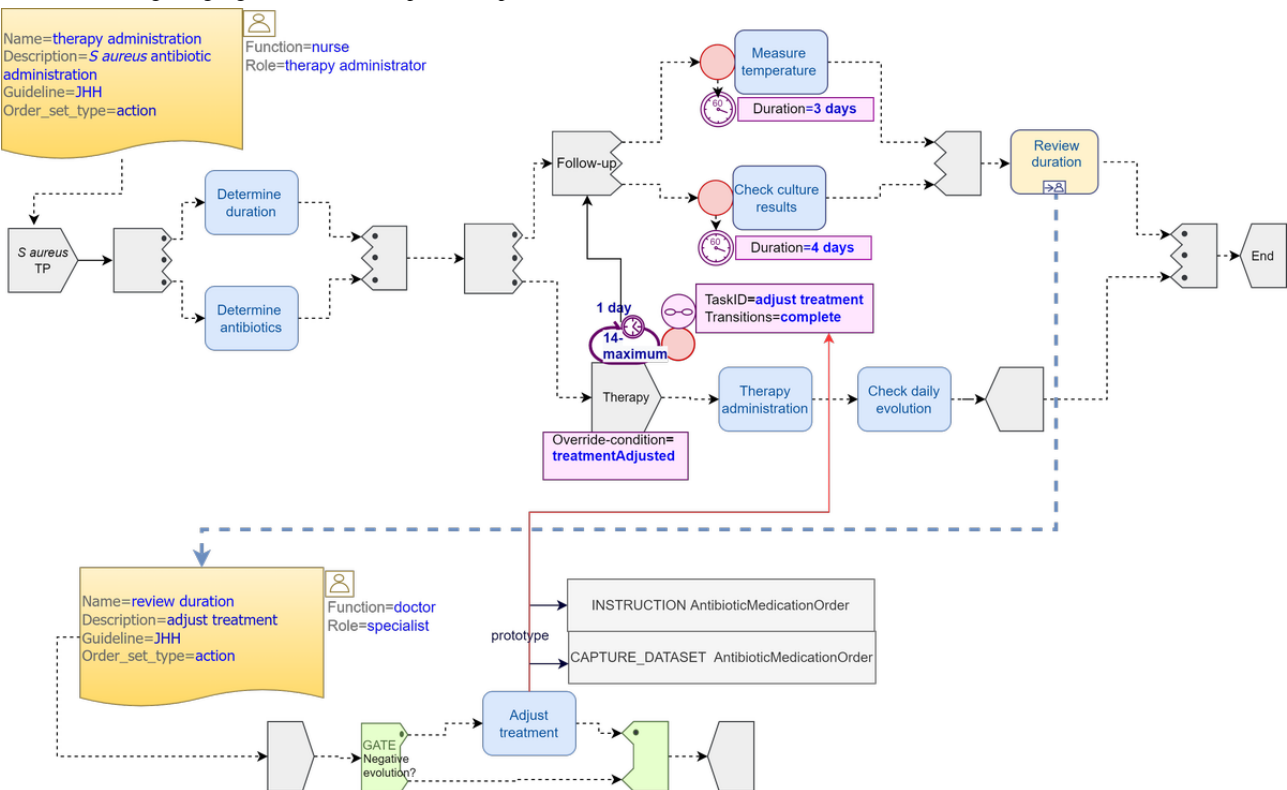 Name=therapy administration
Description=S aureus antibiotic
administration
Guideline=JHH
Order_set_type=action
Function=nurse
Role=therapy administrator
S aureus
TP
Determine
duration
Determine
antibiotics
Follow-up
Measure
temperature
60
Duration=3 days
Check culture
results
60
Duration=4 days
Review
duration
End
1 day
14-
maximum
TaskID=adjust treatment
Transitions=complete
Therapy
Override-condition=
treatmentAdjusted
Therapy
administration
Check daily
evolution
Name=review duration
Description=adjust treatment
Guideline=JHH
Order_set_type=action
Function=doctor
Role=specialist
prototype
INSTRUCTION AntibioticMedicationOrder
CAPTURE_DATASET AntibioticMedicationOrder
Adjust
treatment
GATE
Negative
evolution?